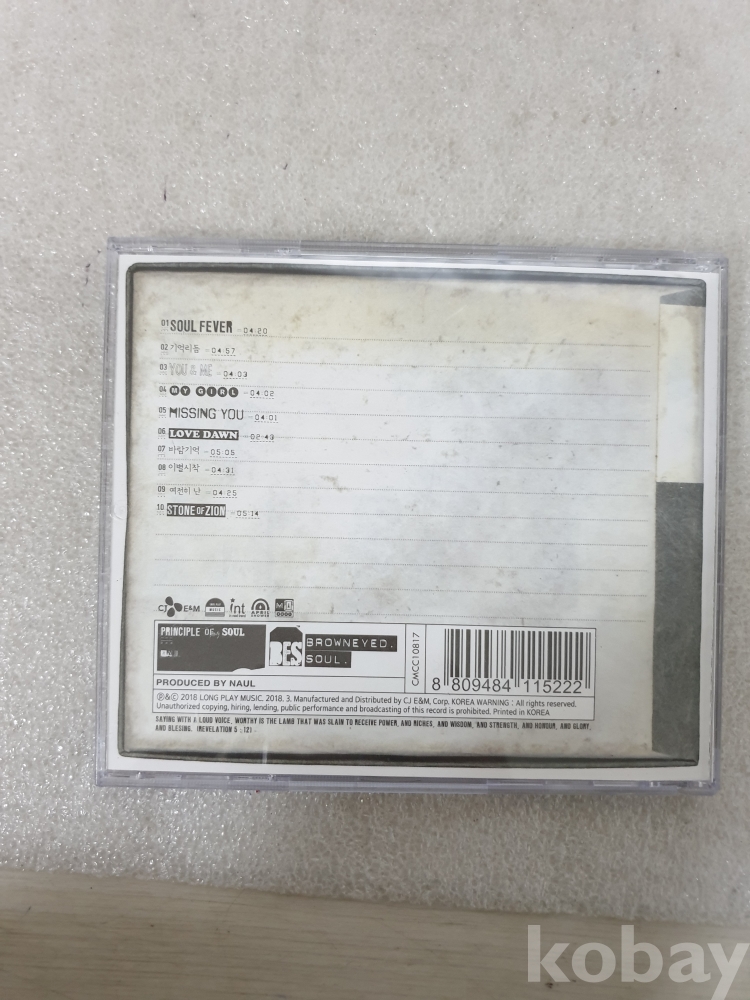 01 SOUL FEVER - 04:20
02 기억리듬 - 04:57
03 YOU & ME - 04:03
04 MY GIRL - 04:02
05 MISSING YOU - 04:01
06 LOVE DAWN - 02:43
07 바람기억 - 05:05
08 이별시작 - 04:31
09 여전히 난 - 04:25
10 STONE OF ZION - 05:14
CJ E&M int
PRINCIPLE OF my SOUL
BES BROWNEYED.
SOUL.
PRODUCED BY NAUL
CMCC10817
8 809484 115222
℗&© 2018 LONG PLAY MUSIC. 2018. 3. Manufactured and Distributed by CJ E&M, Corp. KOREA WARNING : All rights reserved.
Unauthorized copying, hiring, lending, public performance and broadcasting of this record is prohibited. Printed in KOREA
SAYING WITH A LOUD VOICE, WORTHY IS THE LAMB THAT WAS SLAIN TO RECEIVE POWER, AND RICHES, AND WISDOM, AND STRENGTH, AND HONOUR, AND GLORY,
AND BLESING. (REVELATION 5 : 12) -
kobay